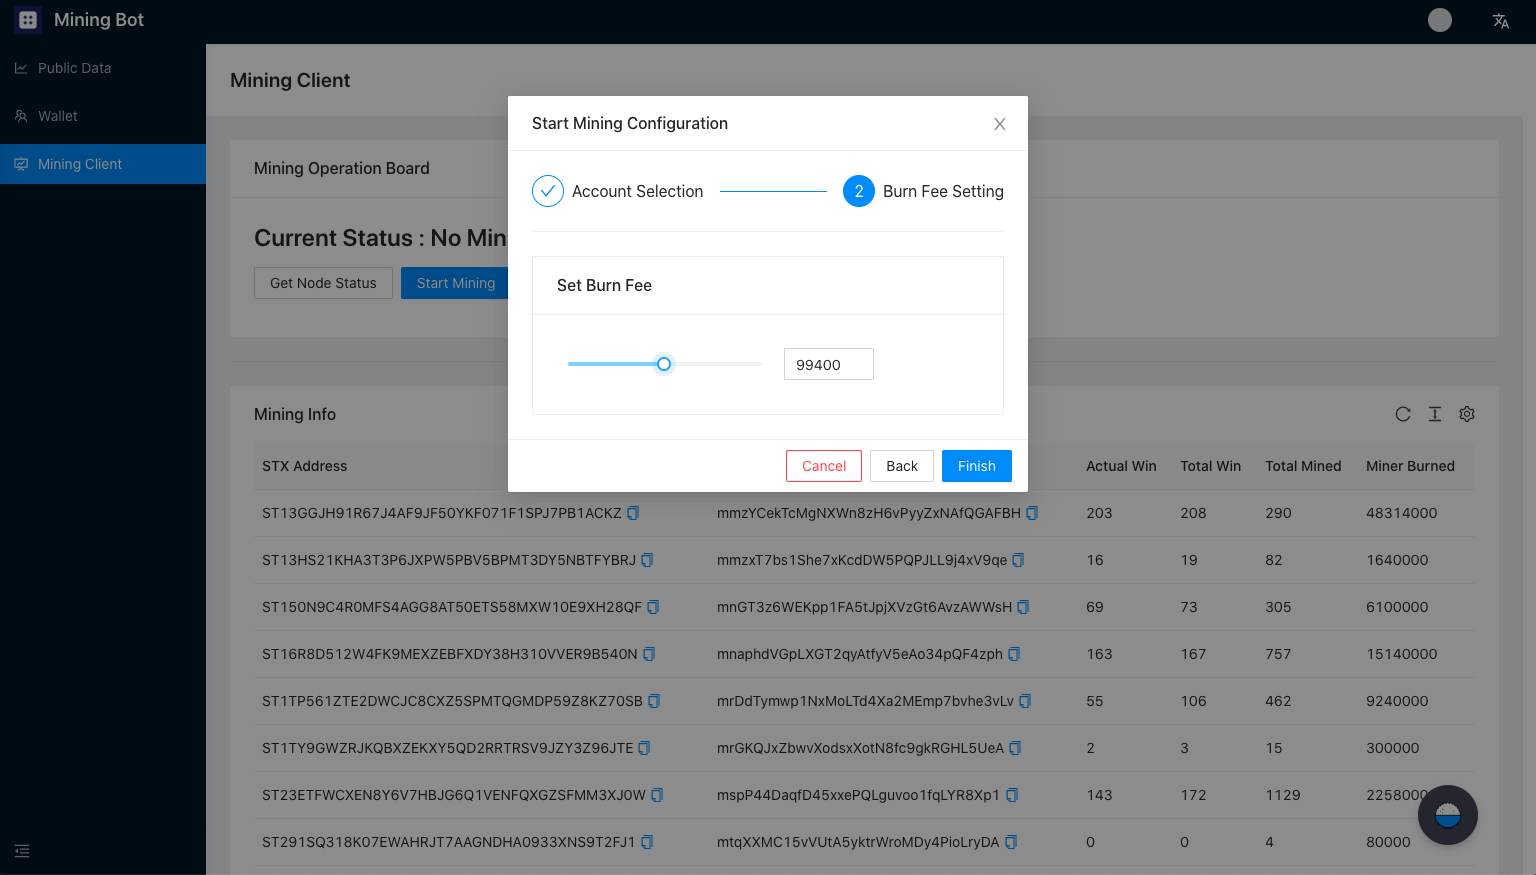 Mining Bot
Public Data
Wallet
Mining Client
Mining Client
Mining Operation Board
Current Status : No Min
Get Node Status
Start Mining
Start Mining Configuration
Account Selection
2 Burn Fee Setting
Set Burn Fee
99400
Cancel
Back
Finish
Mining Info
STX Address Actual Win Total Win Total Mined Miner Burned
ST13GGJH91R67J4AF9JF50YKF071F1SPJ7PB1ACKZ mmzYCekTcMgNXWn8zH6vPyyZxNAfQGAFBH 203 208 290 48314000
ST13HS21KHA3T3P6JXPW5PBV5BPMT3DY5NBTFYBRJ mmzxT7bs1She7xKcdDW5PQPJLL9j4xV9qe 16 19 82 1640000
ST150N9C4R0MFS4AGG8AT50ETS58MXW10E9XH28QF mnGT3z6WEKpp1FA5tJpjXVzGt6AvzAWWsH 69 73 305 6100000
ST16R8D512W4FK9MEXZEBFXDY38H310VVER9B540N mnaphdVGpLXGT2qyAtfyV5eAo34pQF4zph 163 167 757 15140000
ST1TP561ZTE2DWCJC8CXZ5SPMTQGMDP59Z8KZ70SB mrDdTymwp1NxMoLTd4Xa2MEmp7bvhe3vLv 55 106 462 9240000
ST1TY9GWZRJKQBXZEKXY5QD2RRTRSV9JZY3Z96JTE mrGKQJxZbwvXodsxXotN8fc9gkRGHL5UeA 2 3 15 300000
ST23ETFWCXEN8Y6V7HBJG6Q1VENFQXGZSFMM3XJ0W mspP44DaqfD45xxePQLguvoo1fqLYR8Xp1 143 172 1129 2258000
ST291SQ318K07EWAHRJT7AAGNDHA0933XNS9T2FJ1 mtqXXMC15vVUtA5yktrWroMDy4PioLryDA 0 0 4 80000